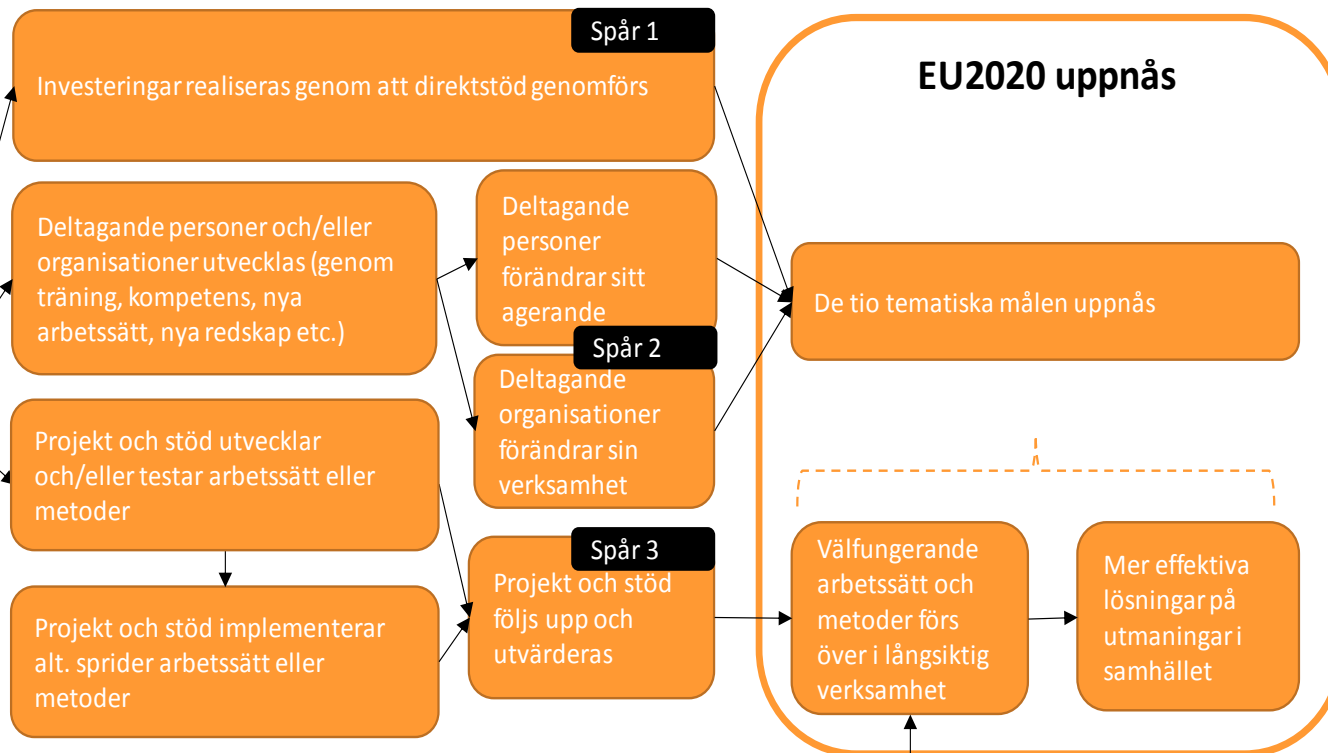 Spår 1
Investeringar realiseras genom att direktstöd genomförs
EU2020 uppnås
Deltagande personer och/eller
organisationer utvecklas (genom
träning, kompetens, nya
arbetssätt, nya redskap etc.)
Deltagande
personer
förändrar sitt
agerande
De tio tematiska målen uppnås
Spår 2
Deltagande
organisationer
förändrar sin
verksamhet
Projekt och stöd utvecklar
och/eller testar arbetssätt eller
metoder
Spår 3
Projekt och stöd
följs upp och
utvärderas
Välfungerande
arbetssätt och
metoder förs
över i långsiktig
verksamhet
Mer effektiva
lösningar på
utmaningar i
samhället
Projekt och stöd implementerar
alt. sprider arbetssätt eller
metoder